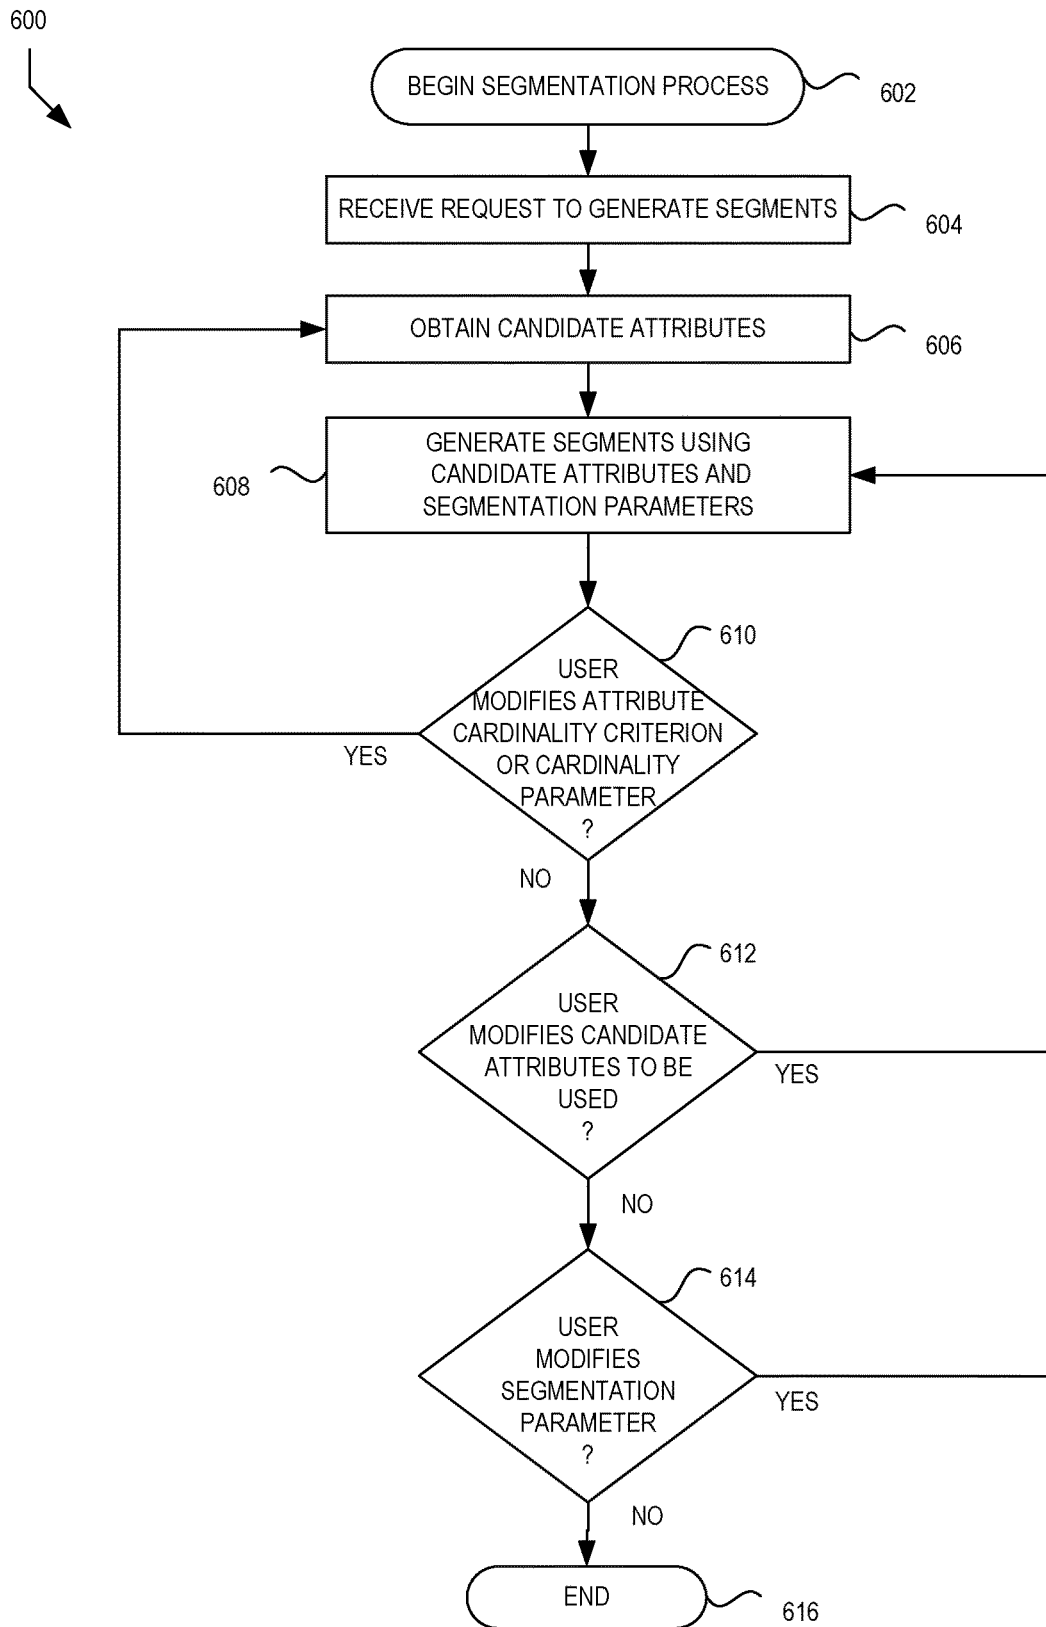 600
BEGIN SEGMENTATION PROCESS
602
RECEIVE REQUEST TO GENERATE SEGMENTS
604
OBTAIN CANDIDATE ATTRIBUTES
606
GENERATE SEGMENTS USING
CANDIDATE ATTRIBUTES AND
SEGMENTATION PARAMETERS
608
610
USER
MODIFIES ATTRIBUTE
CARDINALITY CRITERION
OR CARDINALITY
PARAMETER
?
YES
NO
612
USER
MODIFIES CANDIDATE
ATTRIBUTES TO BE
USED
?
YES
NO
614
USER
MODIFIES
SEGMENTATION
PARAMETER
?
YES
NO
END
616